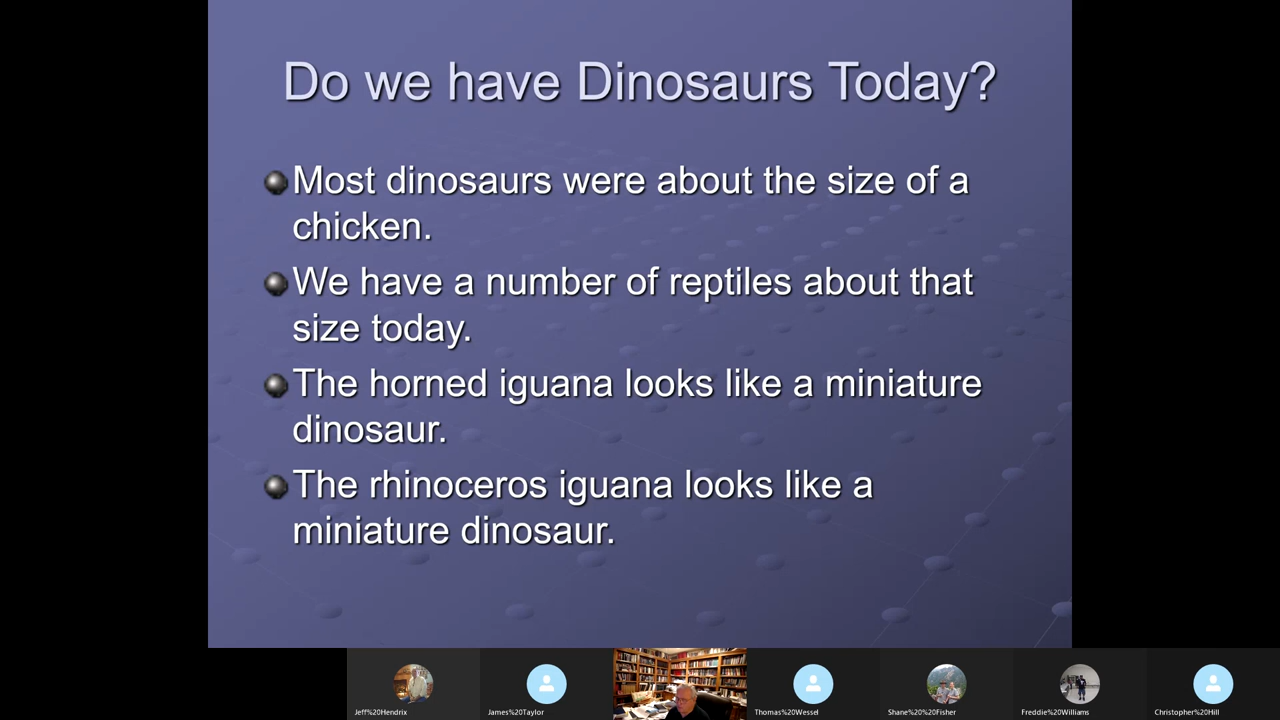 Do we have Dinosaurs Today?
Most dinosaurs were about the size of a
chicken.
We have a number of reptiles about that
size today.
The horned iguana looks like a miniature
dinosaur.
The rhinoceros iguana looks like a
miniature dinosaur.
Jeff%20Hendrix
James%20Taylor
Thomas%20Wessel
Shane%20%20Fisher
Freddie%20Williams
Christopher%20Hill